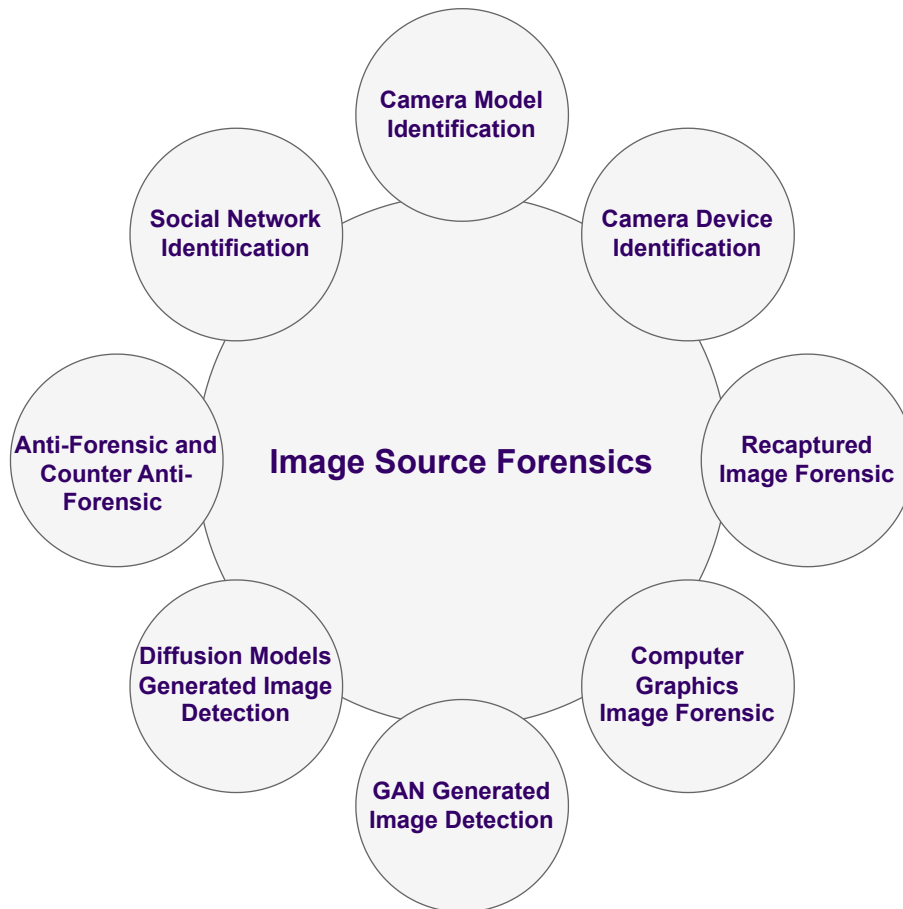 Camera Model
Identification
Social Network
Identification
Camera Device
Identification
Anti-Forensic and
Counter Anti-
Forensic
Image Source Forensics
Recaptured
Image Forensic
Diffusion Models
Generated Image
Detection
Computer
Graphics
Image Forensic
GAN Generated
Image Detection